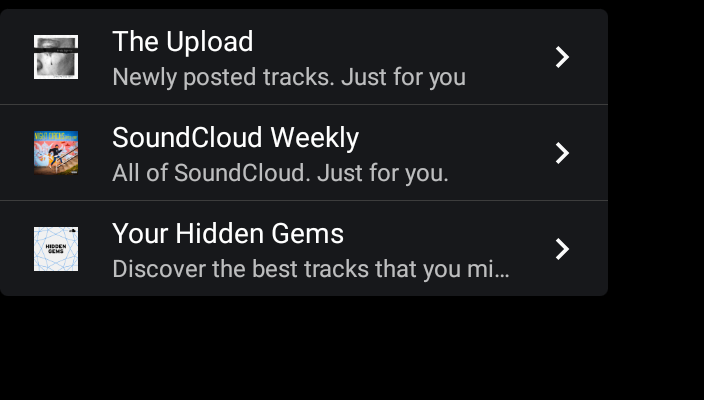 The Upload
Newly posted tracks. Just for you
SoundCloud Weekly
All of SoundCloud. Just for you.
HIDDEN
GEMS
Your Hidden Gems
Discover the best tracks that you mi...